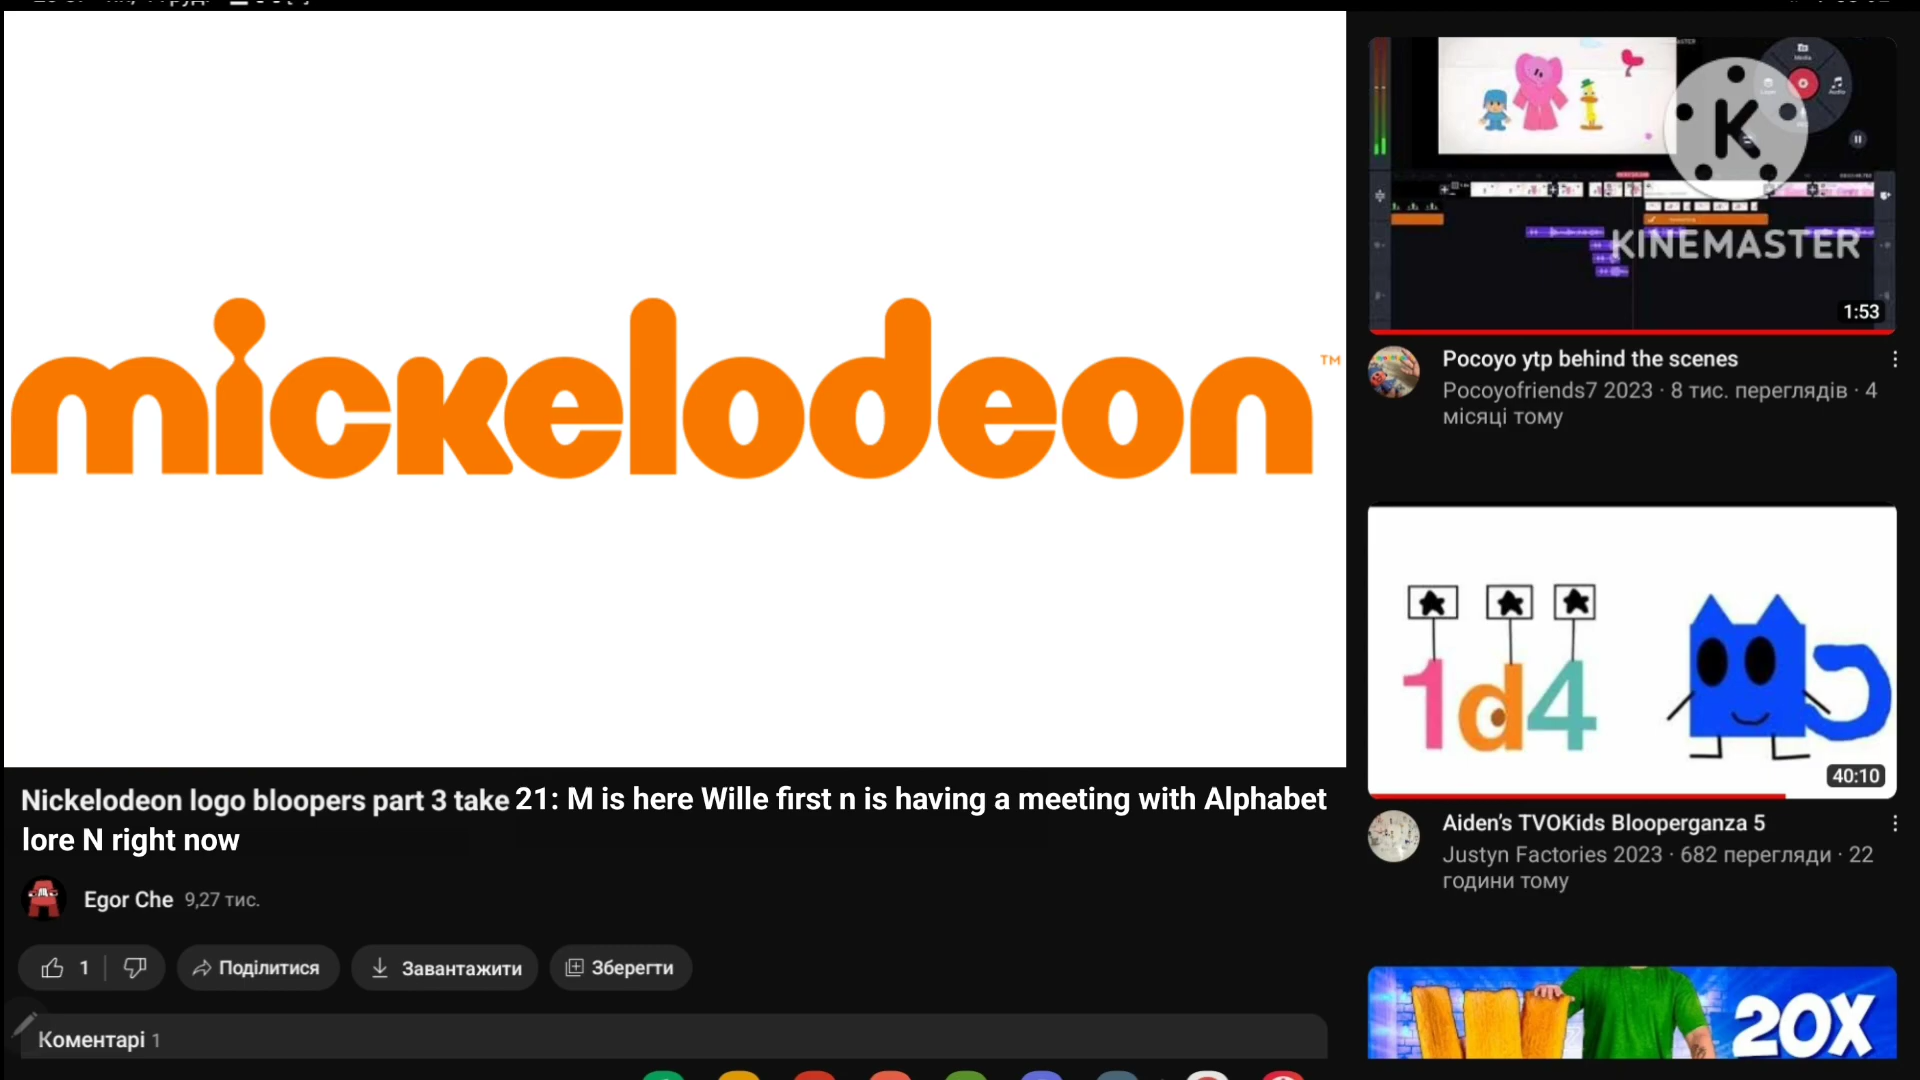 mickelodeon™
Nickelodeon logo bloopers part 3 take 21: M is here Wille first n is having a meeting with Alphabet
lore N right now
Egor Che 9,27 тис.
1
Поділитися
Завантажити
Зберегти
Коментарі 1
Media
Audio
K
KINEMASTER
1:53
Pocoyo ytp behind the scenes
Pocoyofriends7 2023 · 8 тис. переглядів · 4
місяці тому
1d4
40:10
Aiden’s TVOKids Blooperganza 5
Justyn Factories 2023 · 682 перегляди · 22
години тому
20X